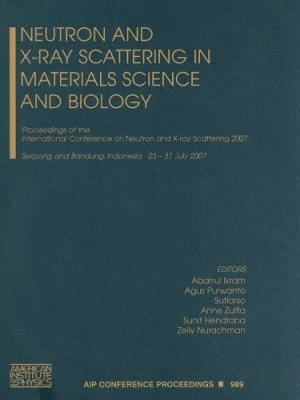 NEUTRON AND
X-RAY SCATTERING IN
MATERIALS SCIENCE
AND BIOLOGY
Proceedings of the
International Conference on Neutron and X-ray Scattering 2007
Serpong and Bandung, Indonesia 23 – 31 July 2007
EDITORS
Abarrul Ikram
Agus Purwanto
Sutiarso
Anne Zulfia
Sunit Hendrana
Zeily Nurachman
AMERICAN
INSTITUTE
OF PHYSICS
AIP CONFERENCE PROCEEDINGS ■ 989